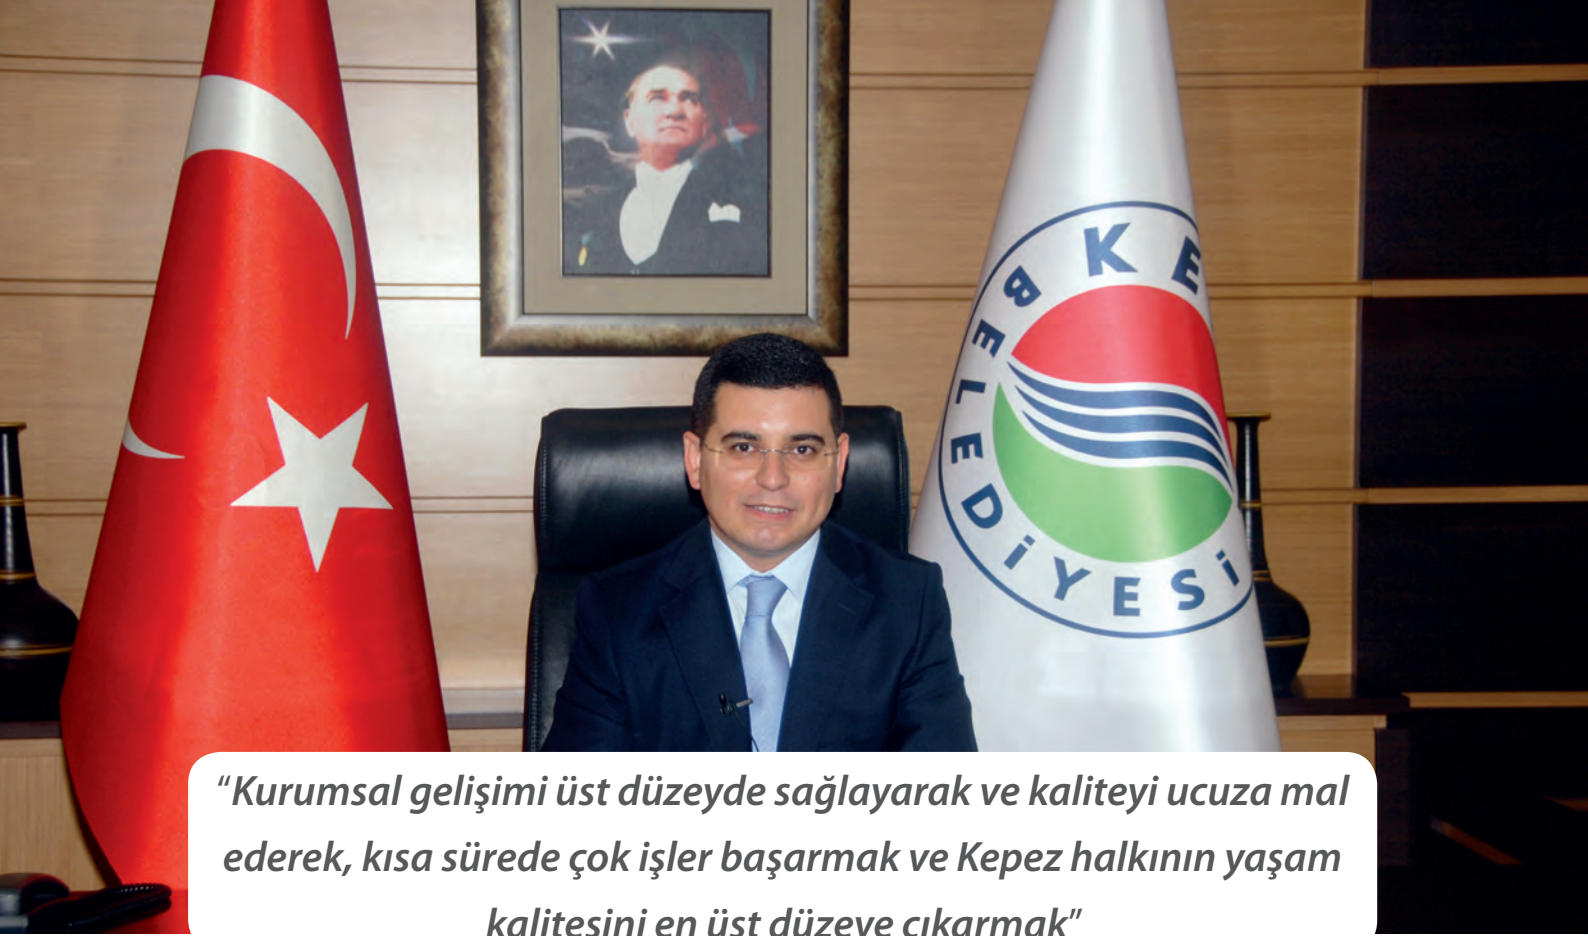 KE
BELEDİYESİ
“Kurumsal gelişimi üst düzeyde sağlayarak ve kaliteyi ucuza mal
ederek, kısa sürede çok işler başarmak ve Kepez halkının yaşam
kalitesini en üst düzeye çıkarmak”